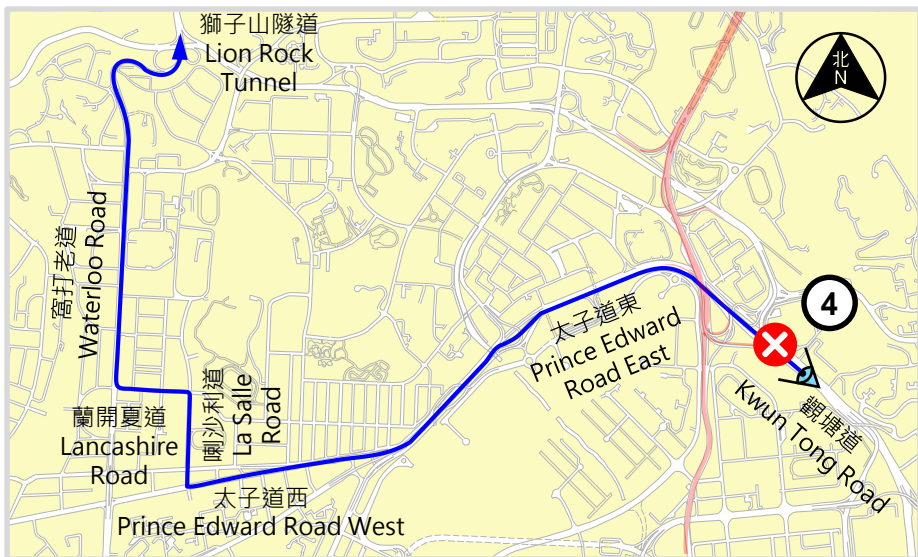 獅子山隧道
Lion Rock
Tunnel
北
N
窩打老道
Waterloo Road
4
太子道東
Prince Edward
Road East
喇沙利道
La Salle
Road
蘭開夏道
Lancashire
Road
觀塘道
Kwun Tong Road
太子道西
Prince Edward Road West